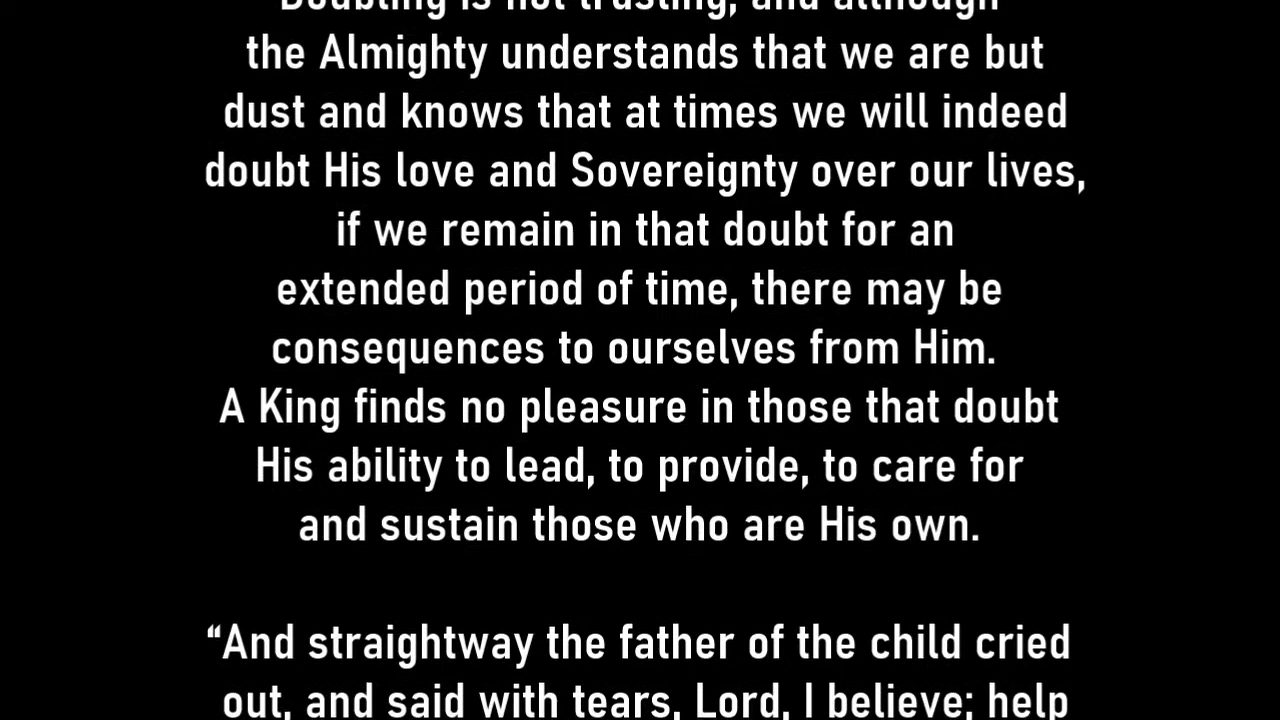 Doubting is not trusting, and although
the Almighty understands that we are but
dust and knows that at times we will indeed
doubt His love and Sovereignty over our lives,
if we remain in that doubt for an
extended period of time, there may be
consequences to ourselves from Him.
A King finds no pleasure in those that doubt
His ability to lead, to provide, to care for
and sustain those who are His own.
“And straightway the father of the child cried
out, and said with tears, Lord, I believe; help